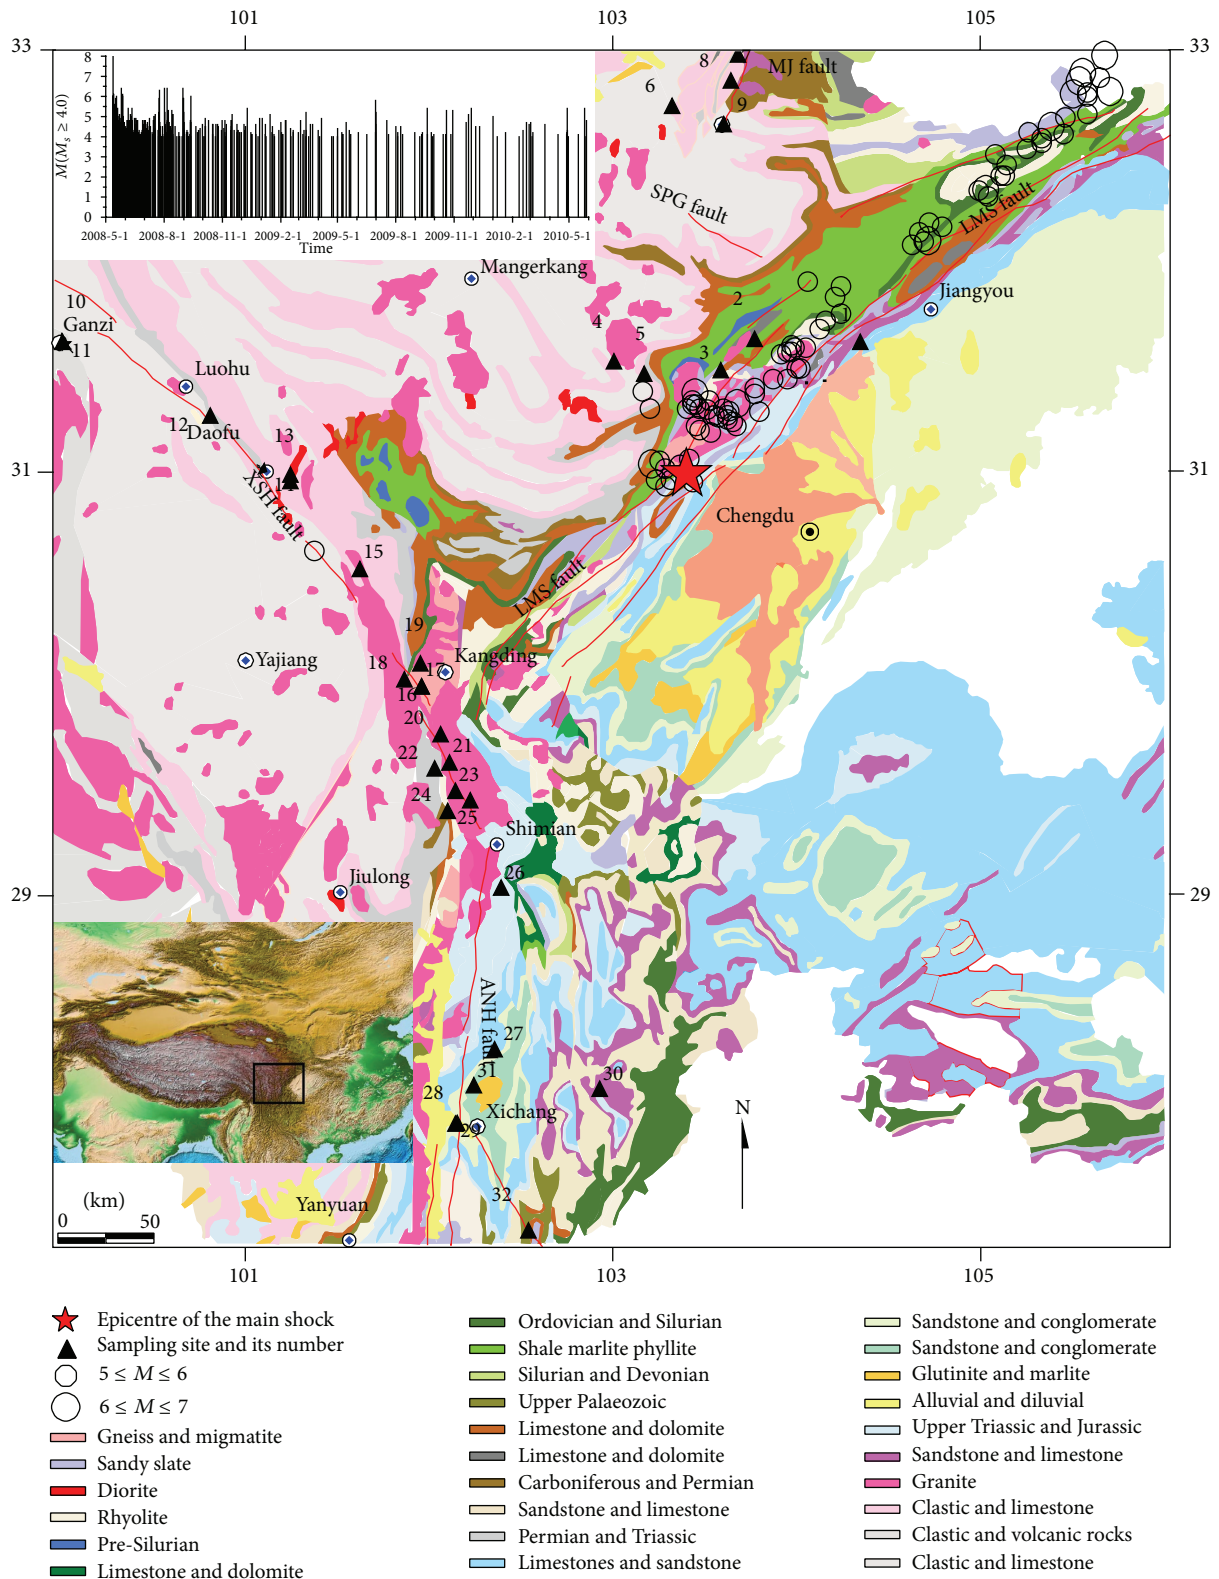 101
103
105
33
33
8
7
6
5
4
3
2
1
0
M(Ms ≥ 4.0)
2008-5-1
2008-8-1
2008-11-1
2009-2-1
2009-5-1
2009-8-1
2009-11-1
2010-2-1
2010-5-1
Time
8
MJ fault
6
9
SPG fault
LMS fault
Mangerkang
Jiangyou
10
Ganzi
11
2
4
5
3
Luohu
12
Daofu
13
31
31
XSH fault
Chengdu
15
LMS fault
19
Yajiang
18
17
Kangding
16
20
21
22
23
24
25
Shimian
26
Jiulong
29
29
ANH fault
27
31
30
28
Xichang
29
N
32
Yanyuan
(km)
0
50
101
103
105
Epicentre of the main shock
Sampling site and its number
5 ≤ M ≤ 6
6 ≤ M ≤ 7
Gneiss and migmatite
Sandy slate
Diorite
Rhyolite
Pre-Silurian
Limestone and dolomite
Ordovician and Silurian
Shale marlite phyllite
Silurian and Devonian
Upper Palaeozoic
Limestone and dolomite
Limestone and dolomite
Carboniferous and Permian
Sandstone and limestone
Permian and Triassic
Limestones and sandstone
Sandstone and conglomerate
Sandstone and conglomerate
Glutinite and marlite
Alluvial and diluvial
Upper Triassic and Jurassic
Sandstone and limestone
Granite
Clastic and limestone
Clastic and volcanic rocks
Clastic and limestone